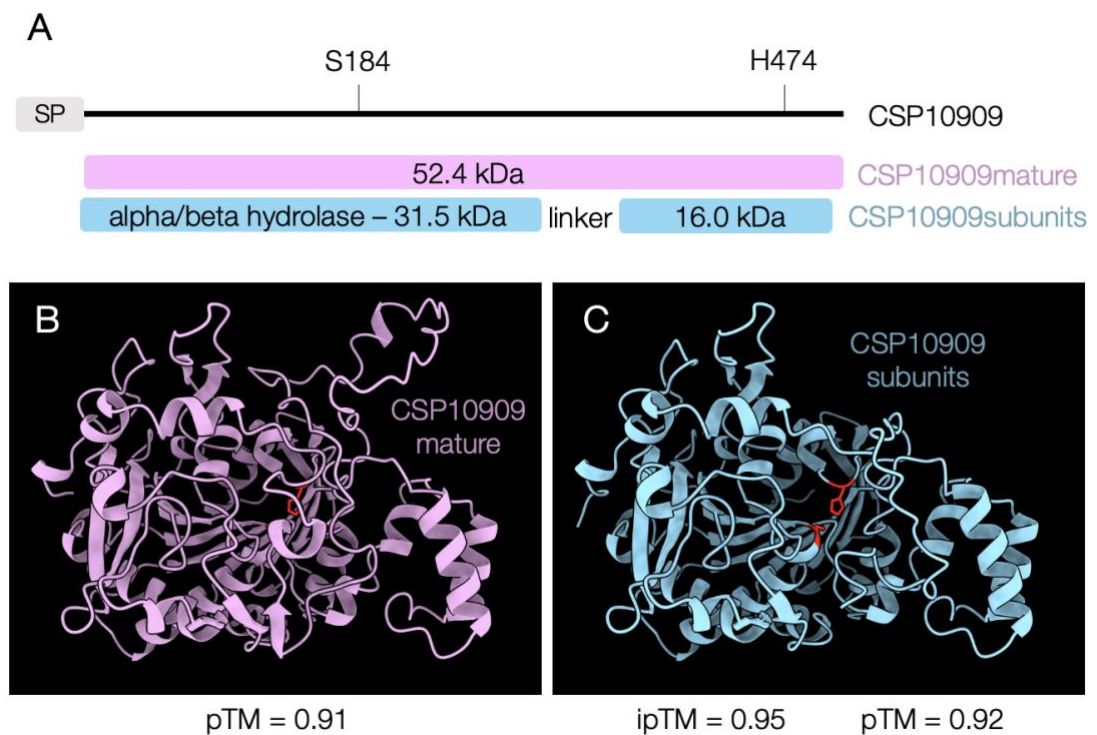 A
S184 H474
SP CSP10909
52.4 kDa CSP10909mature
alpha/beta hydrolase – 31.5 kDa linker 16.0 kDa CSP10909subunits
B
CSP10909
mature
C
CSP10909
subunits
pTM = 0.91
ipTM = 0.95 pTM = 0.92